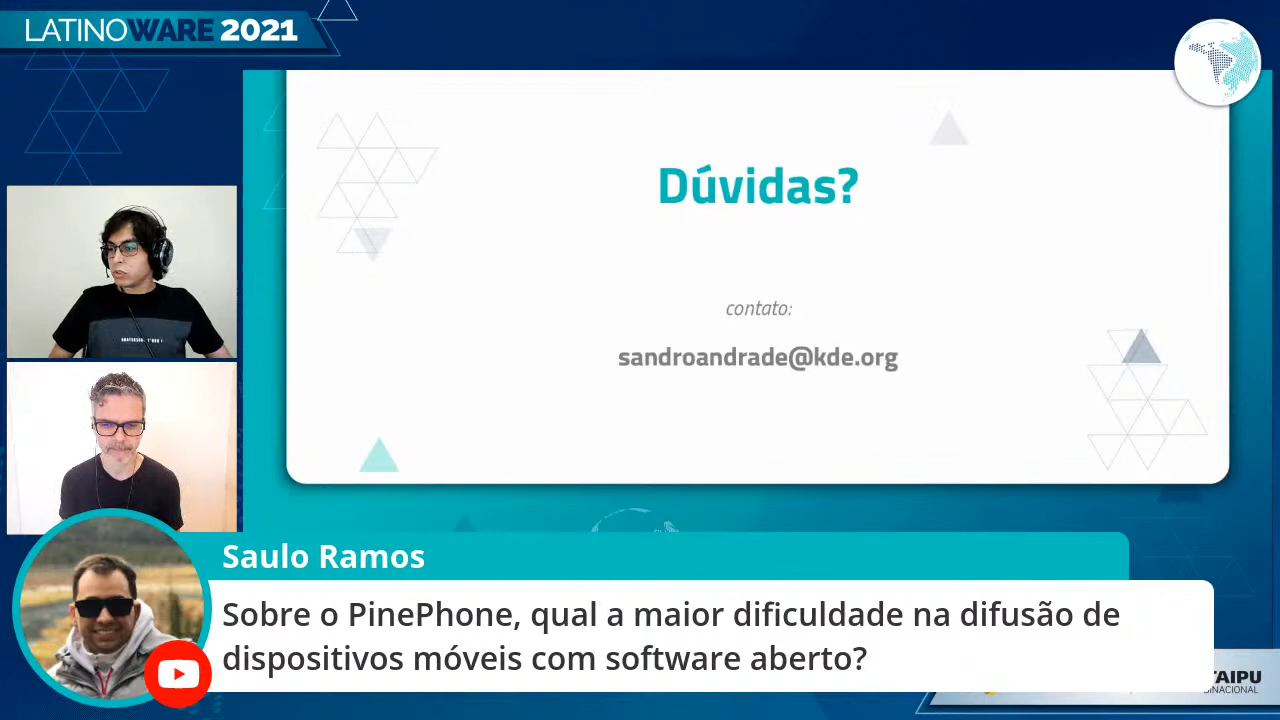 LATINOWARE 2021
Dúvidas?
contato:
sandroandrade@kde.org
Saulo Ramos
Sobre o PinePhone, qual a maior dificuldade na difusão de
dispositivos móveis com software aberto?
TAIPU
BINACIONAL